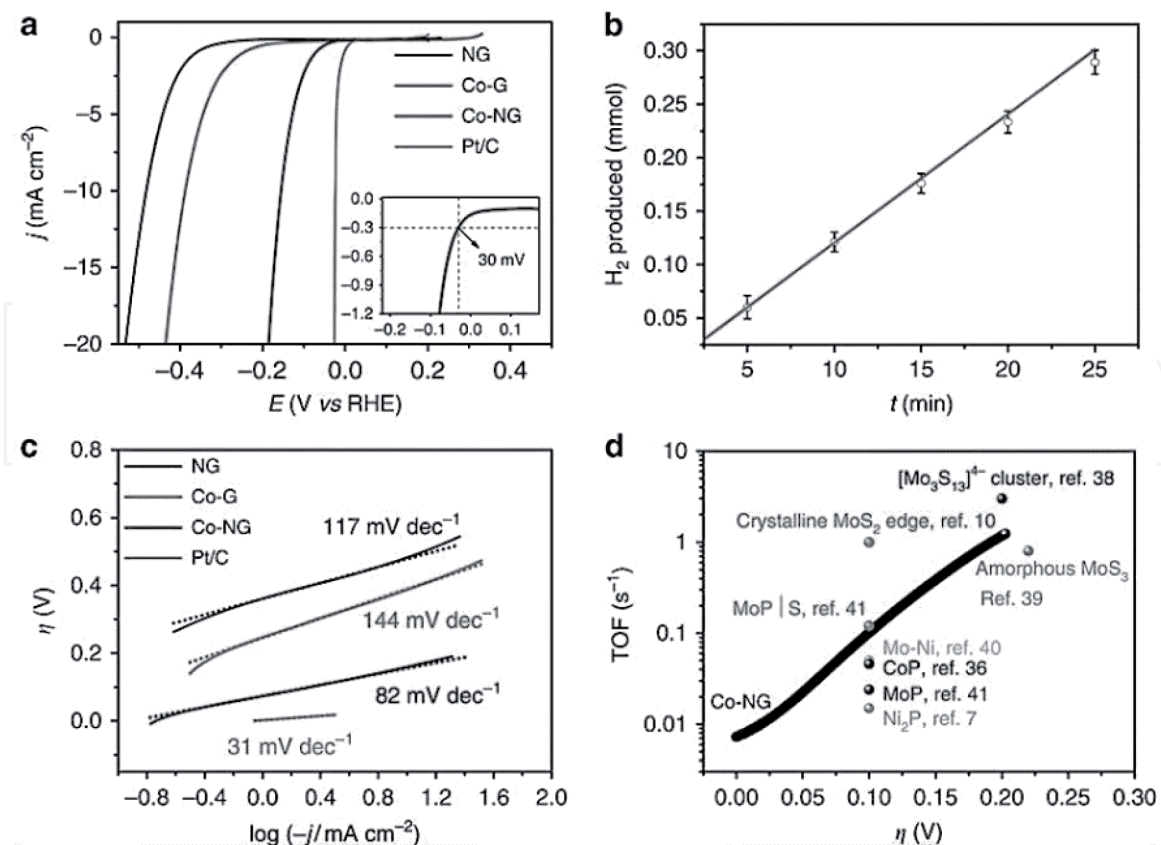 a
0
−5
−10
−15
−20
j (mA cm−2)
NG
Co-G
Co-NG
Pt/C
0.0
−0.3
−0.6
−0.9
−1.2
30 mV
−0.2 −0.1 0.0 0.1
−0.4 −0.2 0.0 0.2 0.4
E (V vs RHE)
b
0.30
0.25
0.20
0.15
0.10
0.05
H2 produced (mmol)
5 10 15 20 25
t (min)
c
0.8
0.6
0.4
0.2
0.0
η (V)
NG
Co-G
Co-NG
Pt/C
117 mV dec−1
144 mV dec−1
82 mV dec−1
31 mV dec−1
−0.8 −0.4 0.0 0.4 0.8 1.2 1.6 2.0
log (−j/mA cm−2)
d
10
1
0.1
0.01
TOF (s−1)
[Mo3S13]4− cluster, ref. 38
Crystalline MoS2 edge, ref. 10
Amorphous MoS3
Ref. 39
MoP | S, ref. 41
Mo-Ni, ref. 40
CoP, ref. 36
MoP, ref. 41
Ni2P, ref. 7
Co-NG
0.00 0.05 0.10 0.15 0.20 0.25 0.30
η (V)